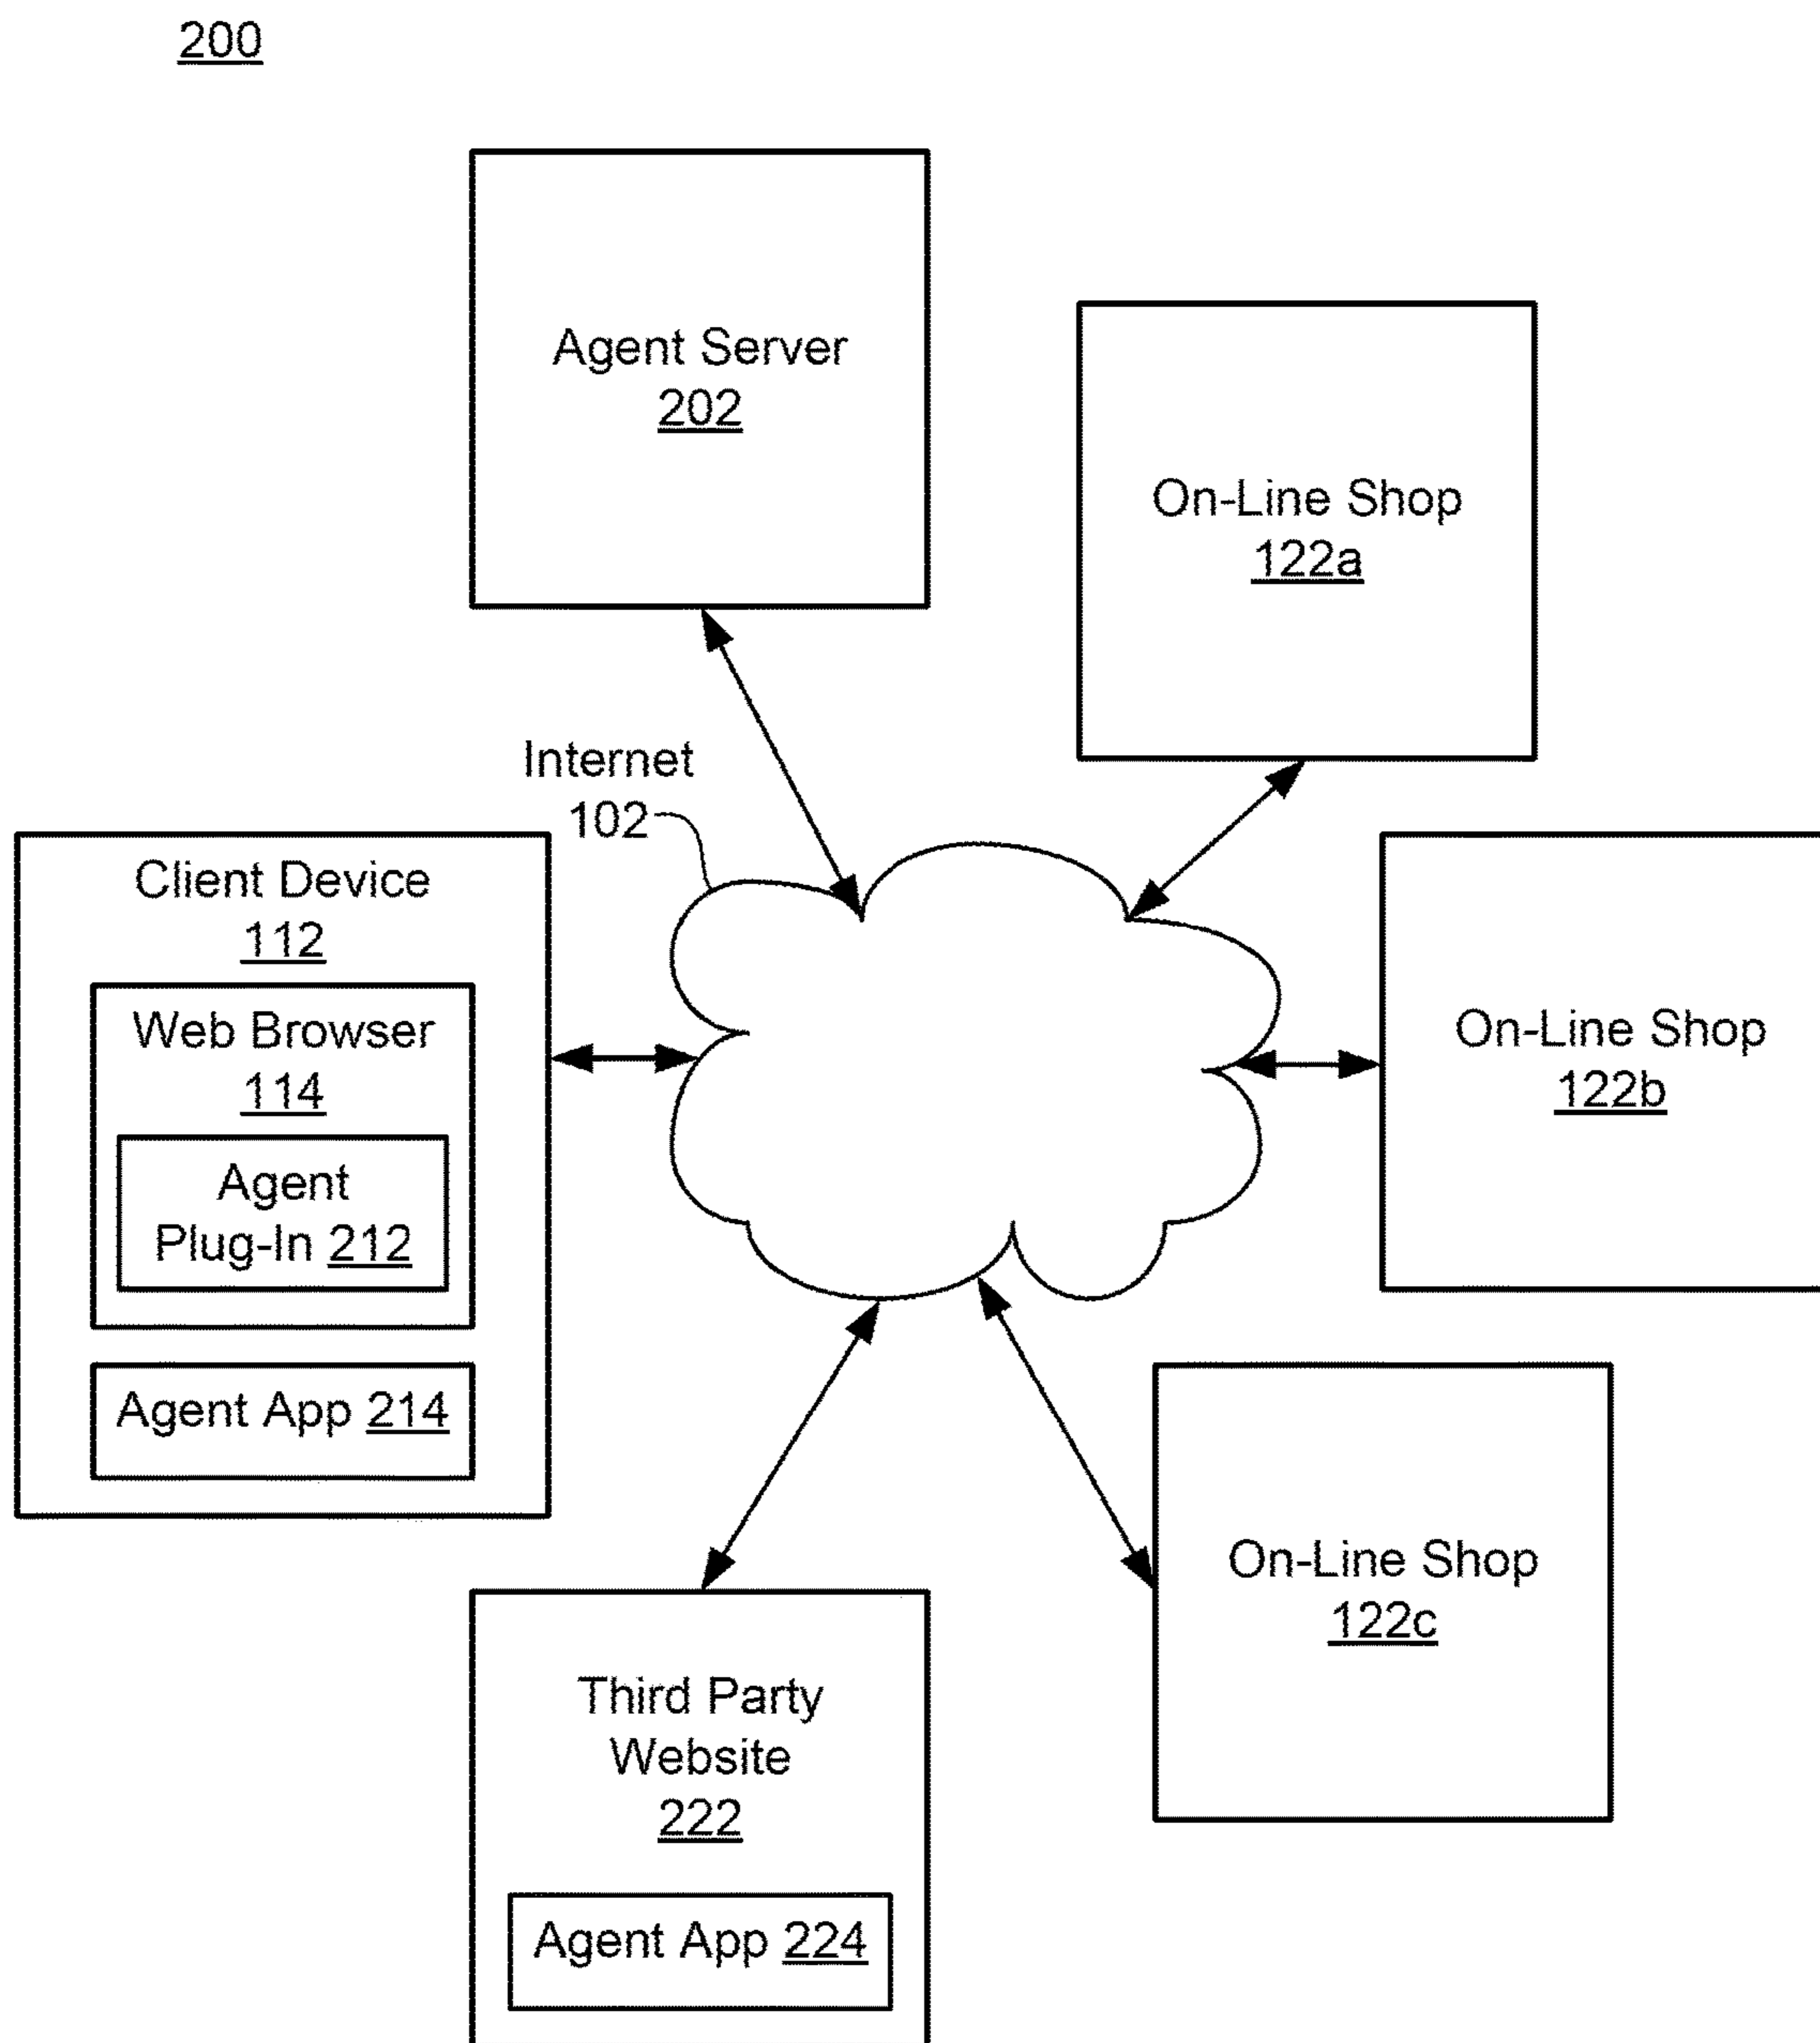 200
Agent Server
202
On-Line Shop
122a
Internet
102
Client Device
112
Web Browser
114
Agent
Plug-In 212
Agent App 214
On-Line Shop
122b
On-Line Shop
122c
Third Party
Website
222
Agent App 224